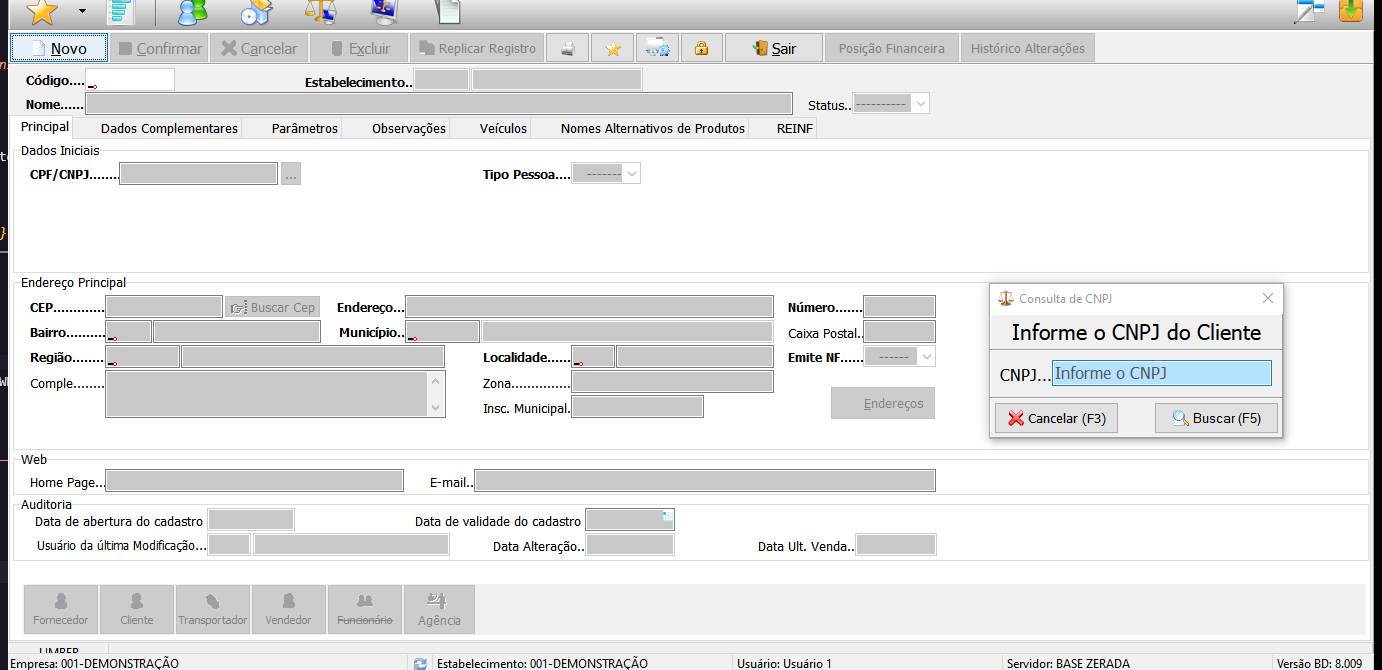 Novo Confirmar Cancelar Excluir Replicar Registro Sair Posição Financeira Histórico Alterações
Código.... Estabelecimento..
Nome...... Status.. ----------
Principal Dados Complementares Parâmetros Observações Veículos Nomes Alternativos de Produtos REINF
Dados Iniciais
CPF/CNPJ....... ... Tipo Pessoa.... -------
Endereço Principal
CEP............ Buscar Cep Endereço... Número.......
Bairro.......... Município.. Caixa Postal.
Região........ Localidade...... Emite NF...... ------
Comple........ Zona..............
Insc. Municipal. Endereços
Consulta de CNPJ
Informe o CNPJ do Cliente
CNPJ... Informe o CNPJ
Cancelar (F3) Buscar (F5)
Web
Home Page.. E-mail..
Auditoria
Data de abertura do cadastro Data de validade do cadastro
Usuário da última Modificação... Data Alteração.. Data Ult. Venda..
Fornecedor Cliente Transportador Vendedor Funcionário Agência
LIMBER
Empresa: 001-DEMONSTRAÇÃO Estabelecimento: 001-DEMONSTRAÇÃO Usuário: Usuário 1 Servidor: BASE ZERADA Versão BD: 8.009